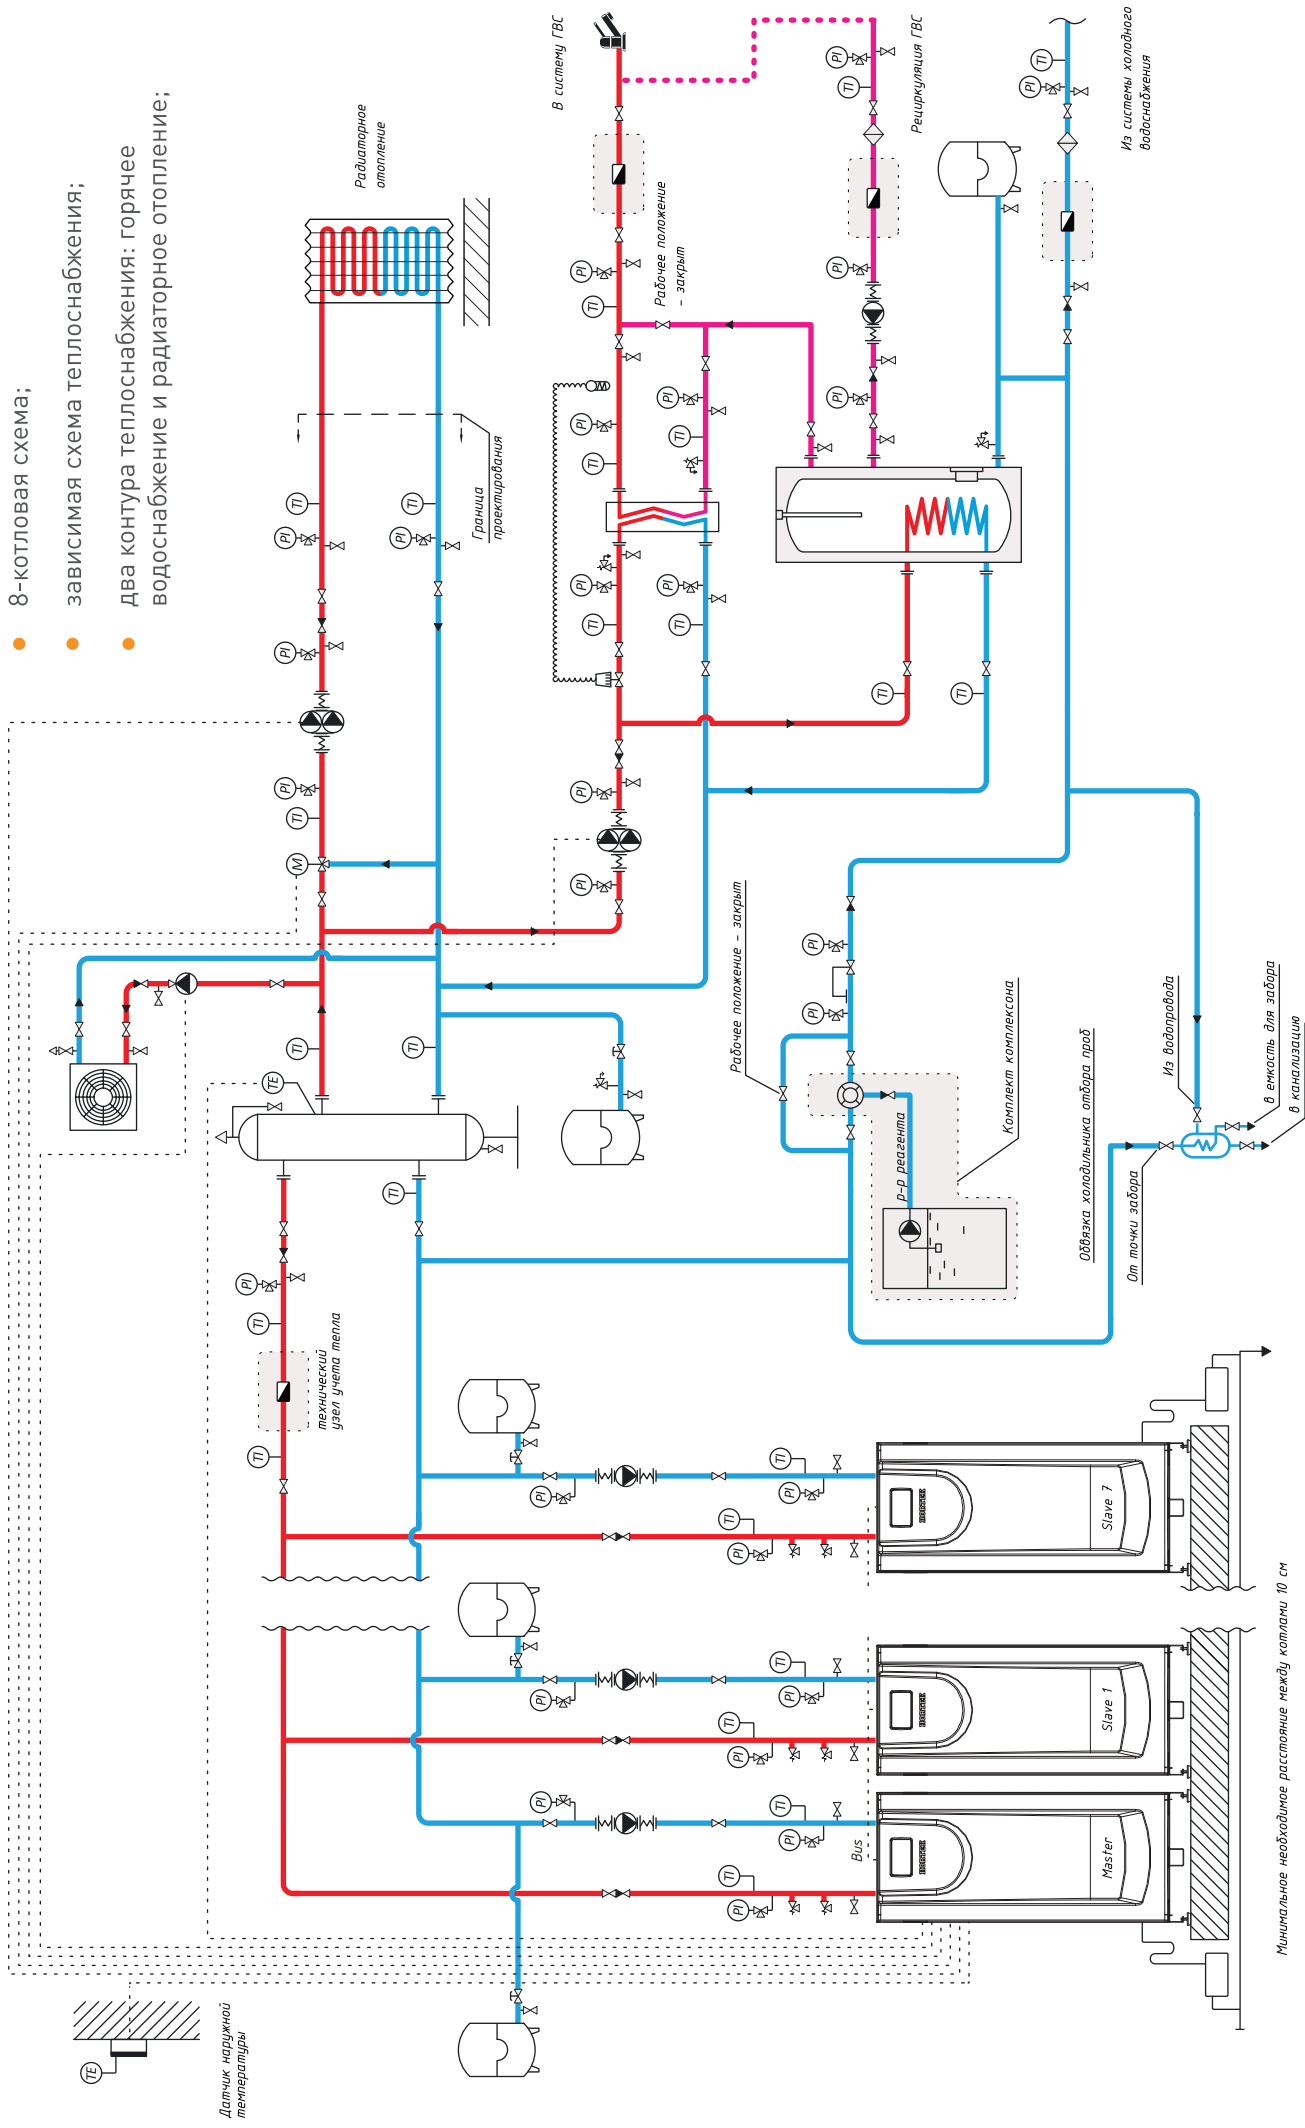 8-котловая схема;
зависимая схема теплоснабжения;
два контура теплоснабжения: горячее
водоснабжение и радиаторное отопление;
Радиаторное
отопление
В систему ГВС
Рециркуляция ГВС
Из системы холодного
водоснабжения
Рабочее положение
- закрыт
Граница
проектирования
PI
TI
M
TE
Рабочее положение - закрыт
Комплект комплексона
р-р реагента
Обвязка холодильника отбора проб
От точки забора
Из водопровода
в емкость для забора
в канализацию
технический
узел учета тепла
Bus
Master
Slave 1
Slave 7
Минимальное необходимое расстояние между котлами 10 см
TE
Датчик наружной
температуры